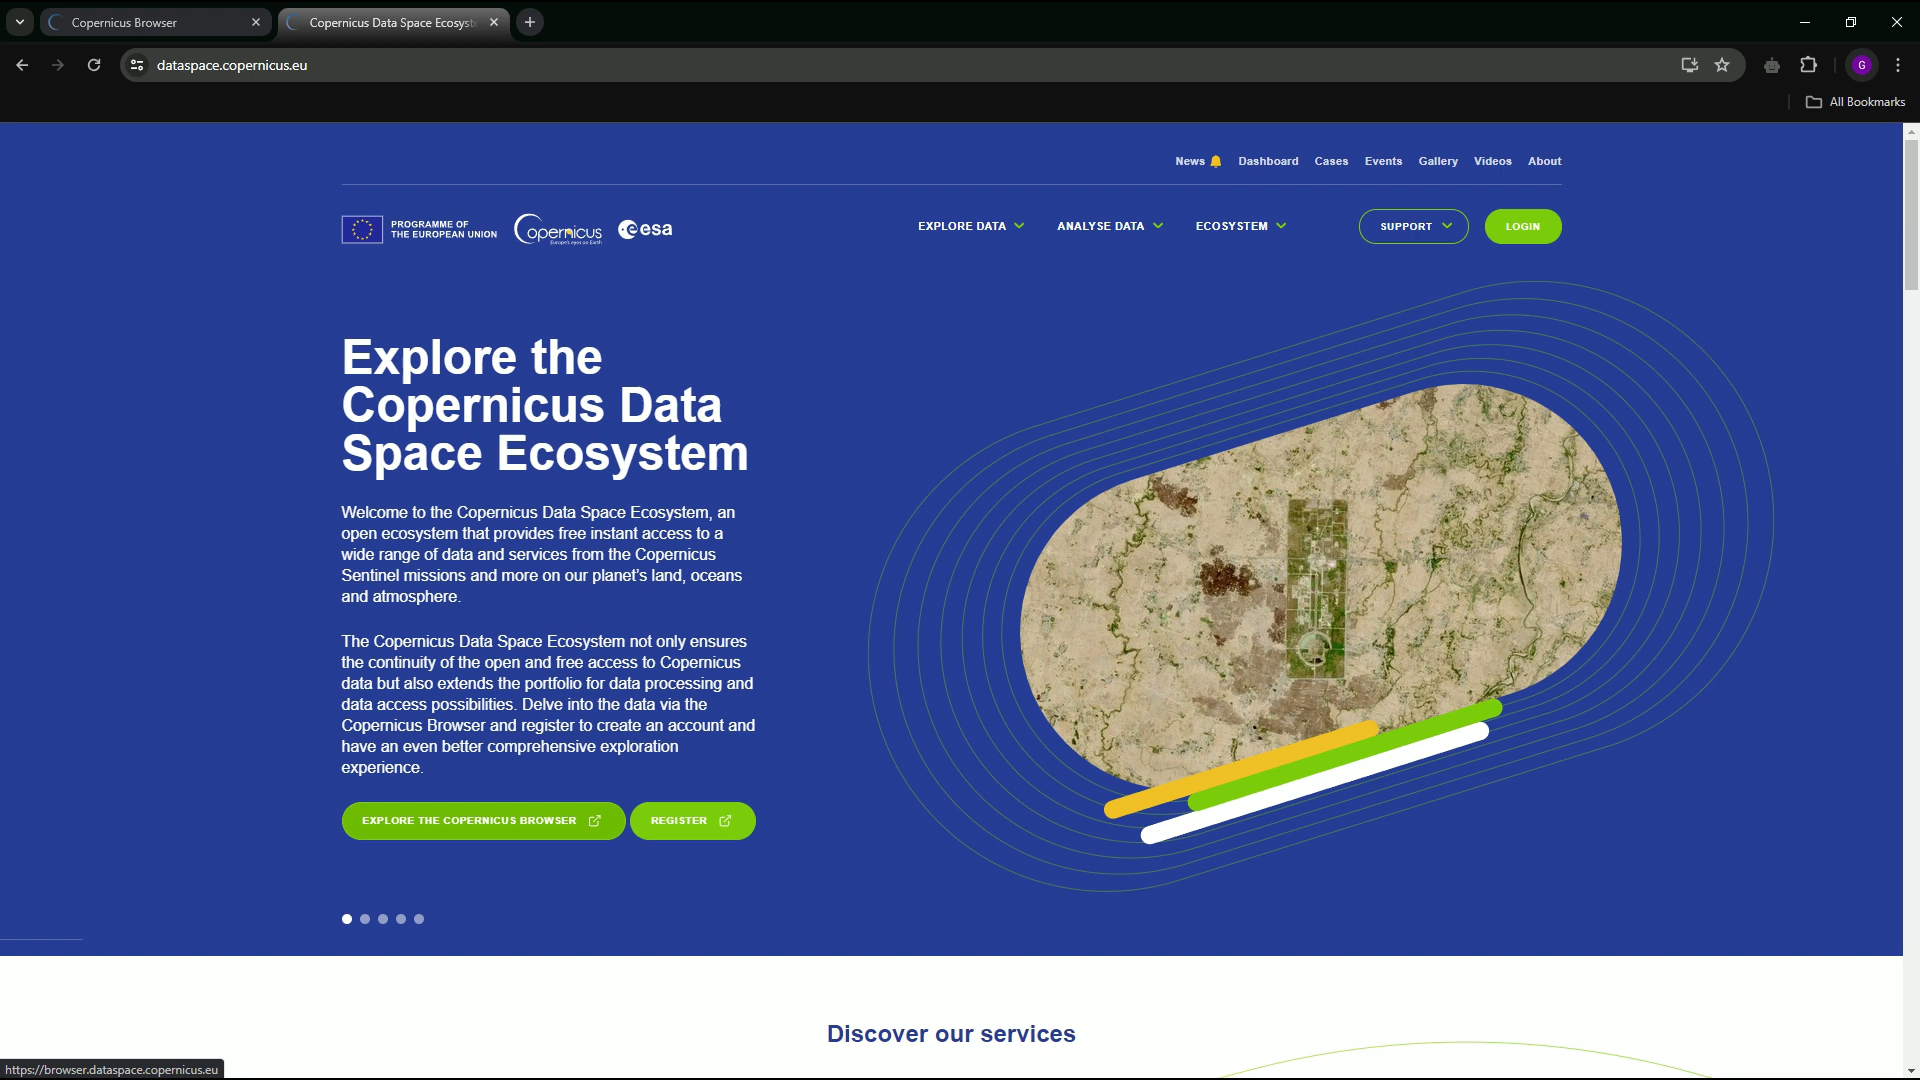 Copernicus Browser
Copernicus Data Space Ecosyst
dataspace.copernicus.eu
G
All Bookmarks
News Dashboard Cases Events Gallery Videos About
PROGRAMME OF
THE EUROPEAN UNION
opernicus
Europe's eyes on Earth
esa
EXPLORE DATA ANALYSE DATA ECOSYSTEM SUPPORT LOGIN
Explore the
Copernicus Data
Space Ecosystem
Welcome to the Copernicus Data Space Ecosystem, an
open ecosystem that provides free instant access to a
wide range of data and services from the Copernicus
Sentinel missions and more on our planet's land, oceans
and atmosphere.
The Copernicus Data Space Ecosystem not only ensures
the continuity of the open and free access to Copernicus
data but also extends the portfolio for data processing and
data access possibilities. Delve into the data via the
Copernicus Browser and register to create an account and
have an even better comprehensive exploration
experience.
EXPLORE THE COPERNICUS BROWSER REGISTER
Discover our services
https://browser.dataspace.copernicus.eu